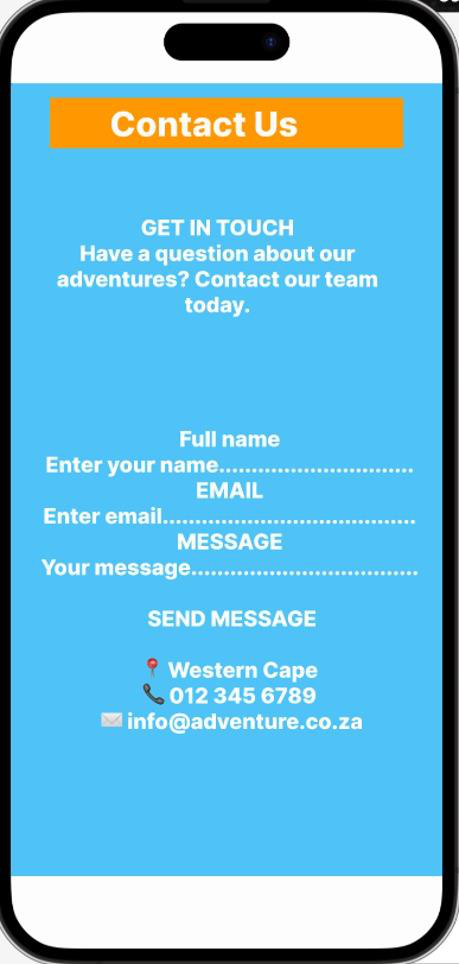 Contact Us
GET IN TOUCH
Have a question about our
adventures? Contact our team
today.
Full name
Enter your name..............................
EMAIL
Enter email.......................................
MESSAGE
Your message...................................
SEND MESSAGE
📍 Western Cape
📞 012 345 6789
✉️ info@adventure.co.za